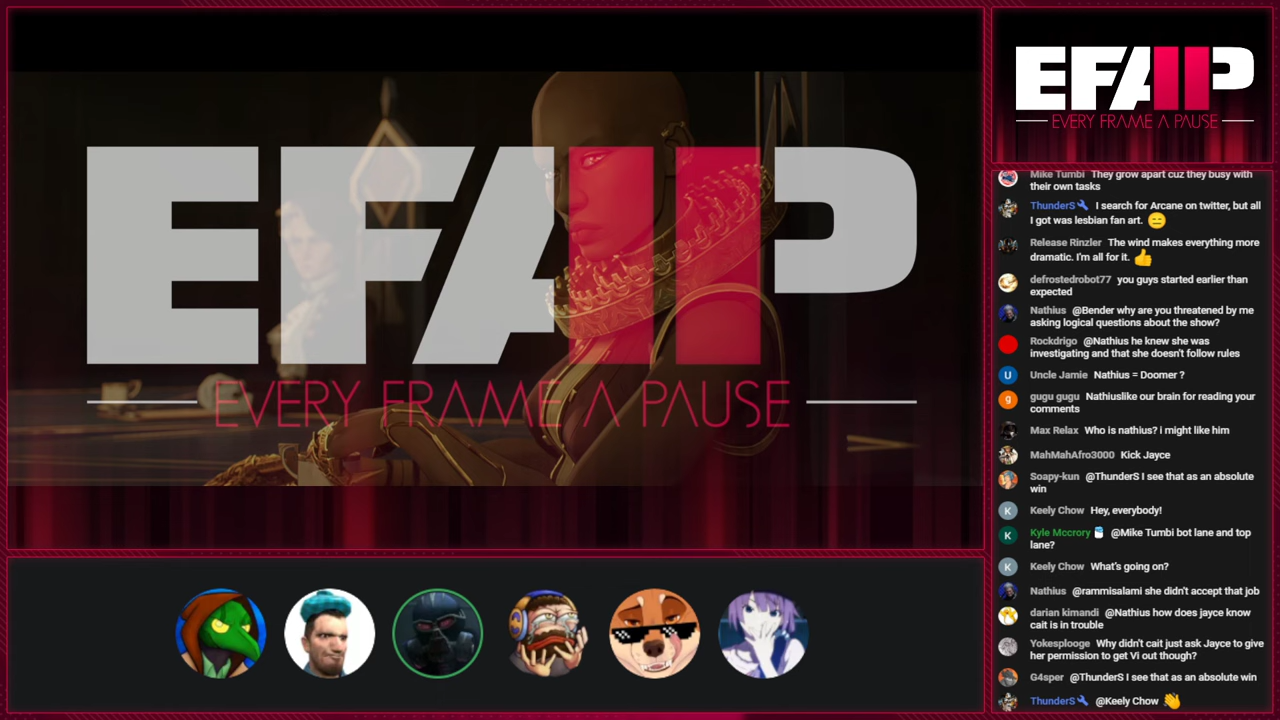 EFAP
EVERY FRAME A PAUSE
EFAP
EVERY FRAME A PAUSE
Mike Tumbi They grow apart cuz they busy with
their own tasks
ThunderS I search for Arcane on twitter, but all
I got was lesbian fan art. 😑
Release Rinzler The wind makes everything more
dramatic. I'm all for it. 👍
defrostedrobot77 you guys started earlier than
expected
Nathius @Bender why are you threatened by me
asking logical questions about the show?
Rockdrigo @Nathius he knew she was
investigating and that she doesn't follow rules
U Uncle Jamie Nathius = Doomer ?
g gugu gugu Nathiuslike our brain for reading your
comments
Max Relax Who is nathius? i might like him
MahMahAfro3000 Kick Jayce
Soapy-kun @ThunderS I see that as an absolute
win
K Keely Chow Hey, everybody!
K Kyle Mccrory @Mike Tumbi bot lane and top
lane?
K Keely Chow What's going on?
Nathius @rammisalami she didn't accept that job
darian kimandi @Nathius how does jayce know
cait is in trouble
Yokesplooge Why didn't cait just ask Jayce to give
her permission to get Vi out though?
G4sper @ThunderS I see that as an absolute win
ThunderS @Keely Chow 👋